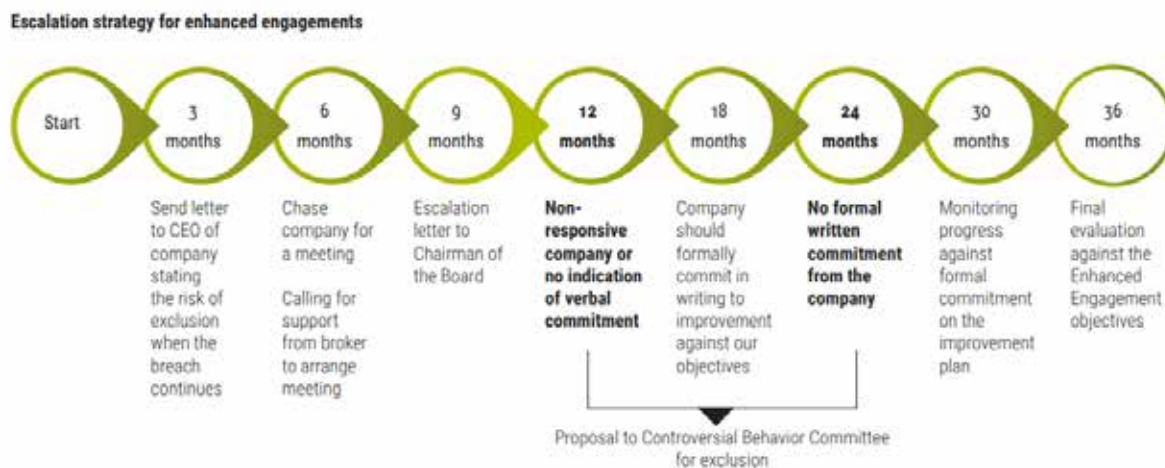 Escalation strategy for enhanced engagements
Start
3
months
6
months
9
months
12
months
18
months
24
months
30
months
36
months
Send letter
to CEO of
company
stating
the risk of
exclusion
when the
breach
continues
Chase
company for
a meeting
Calling for
support
from broker
to arrange
meeting
Escalation
letter to
Chairman of
the Board
Non-
responsive
company or
no indication
of verbal
commitment
Company
should
formally
commit in
writing to
improvement
against our
objectives
No formal
written
commitment
from the
company
Monitoring
progress
against
formal
commitment
on the
improvement
plan
Final
evaluation
against the
Enhanced
Engagement
objectives
Proposal to Controversial Behavior Committee
for exclusion